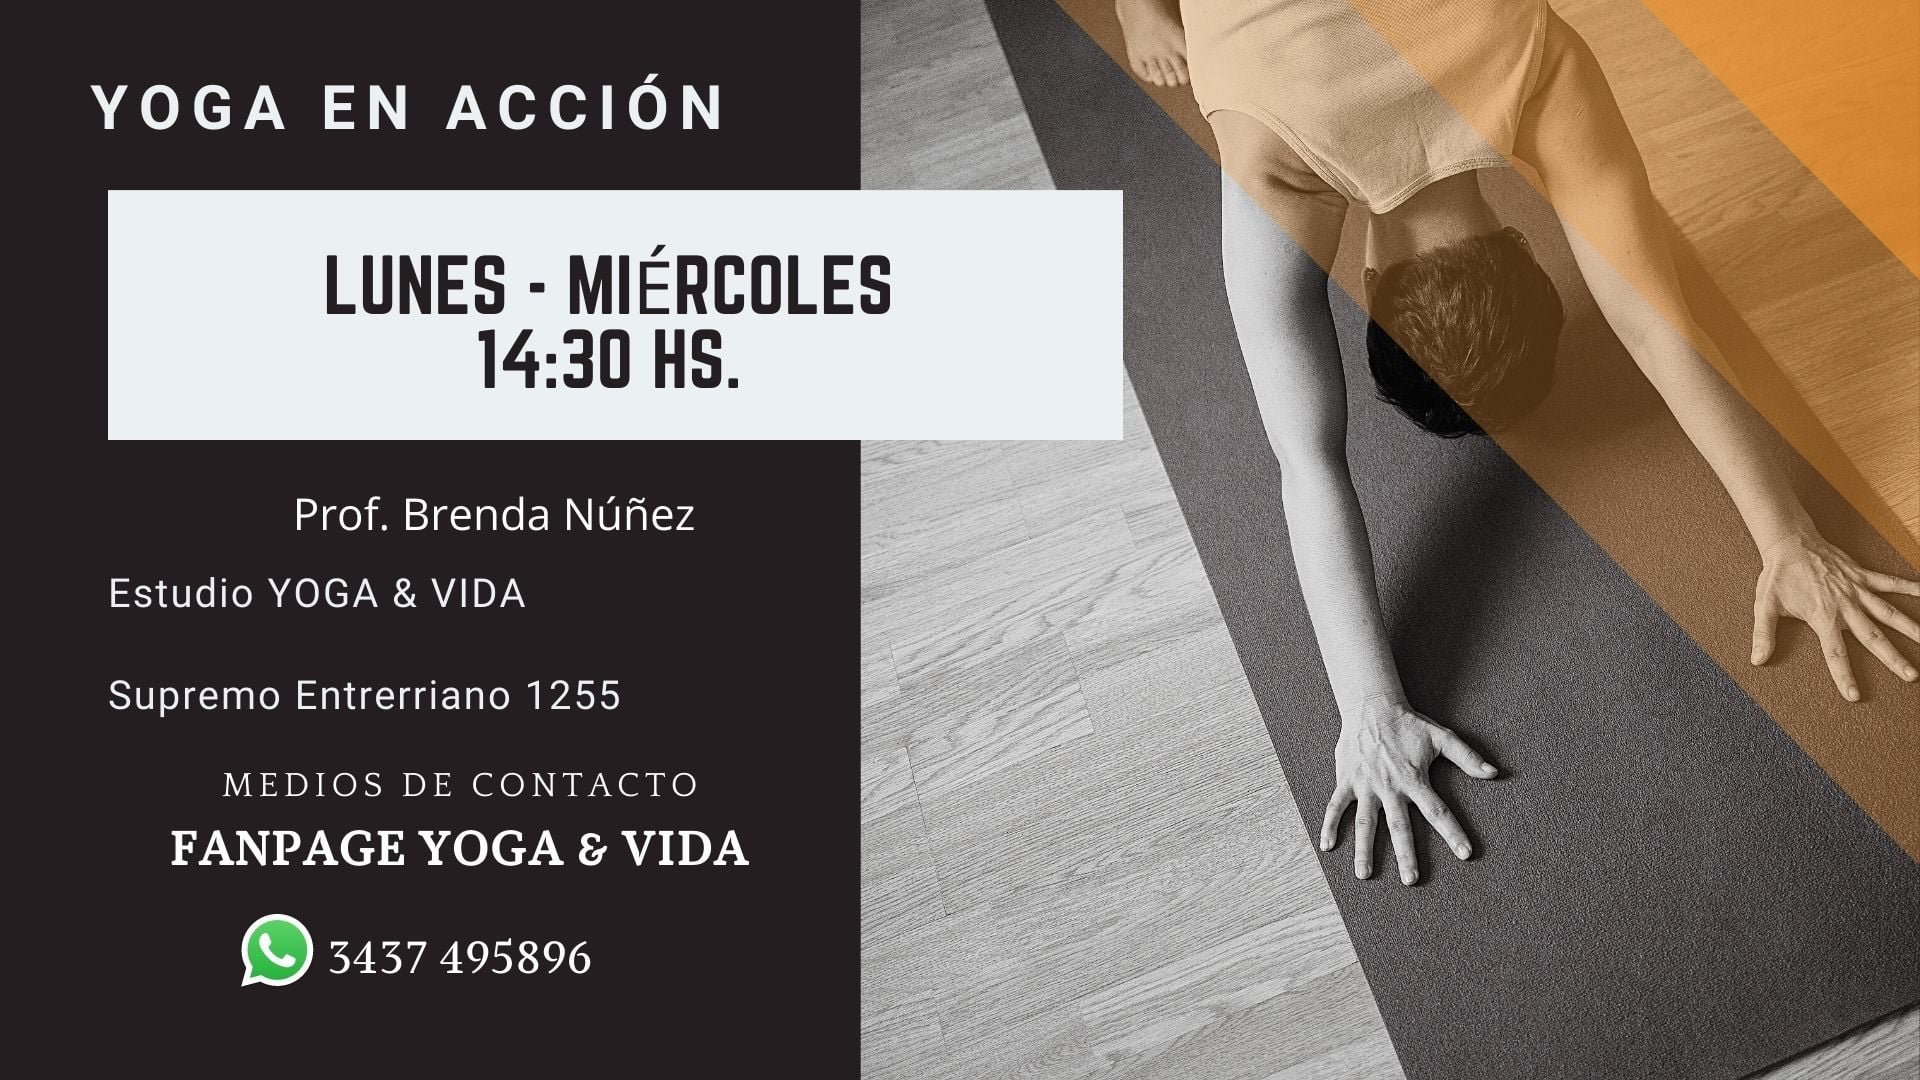 YOGA EN ACCIÓN
LUNES - MIÉRCOLES
14:30 HS.
Prof. Brenda Núñez
Estudio YOGA & VIDA
Supremo Entrerriano 1255
MEDIOS DE CONTACTO
FANPAGE YOGA & VIDA
3437 495896